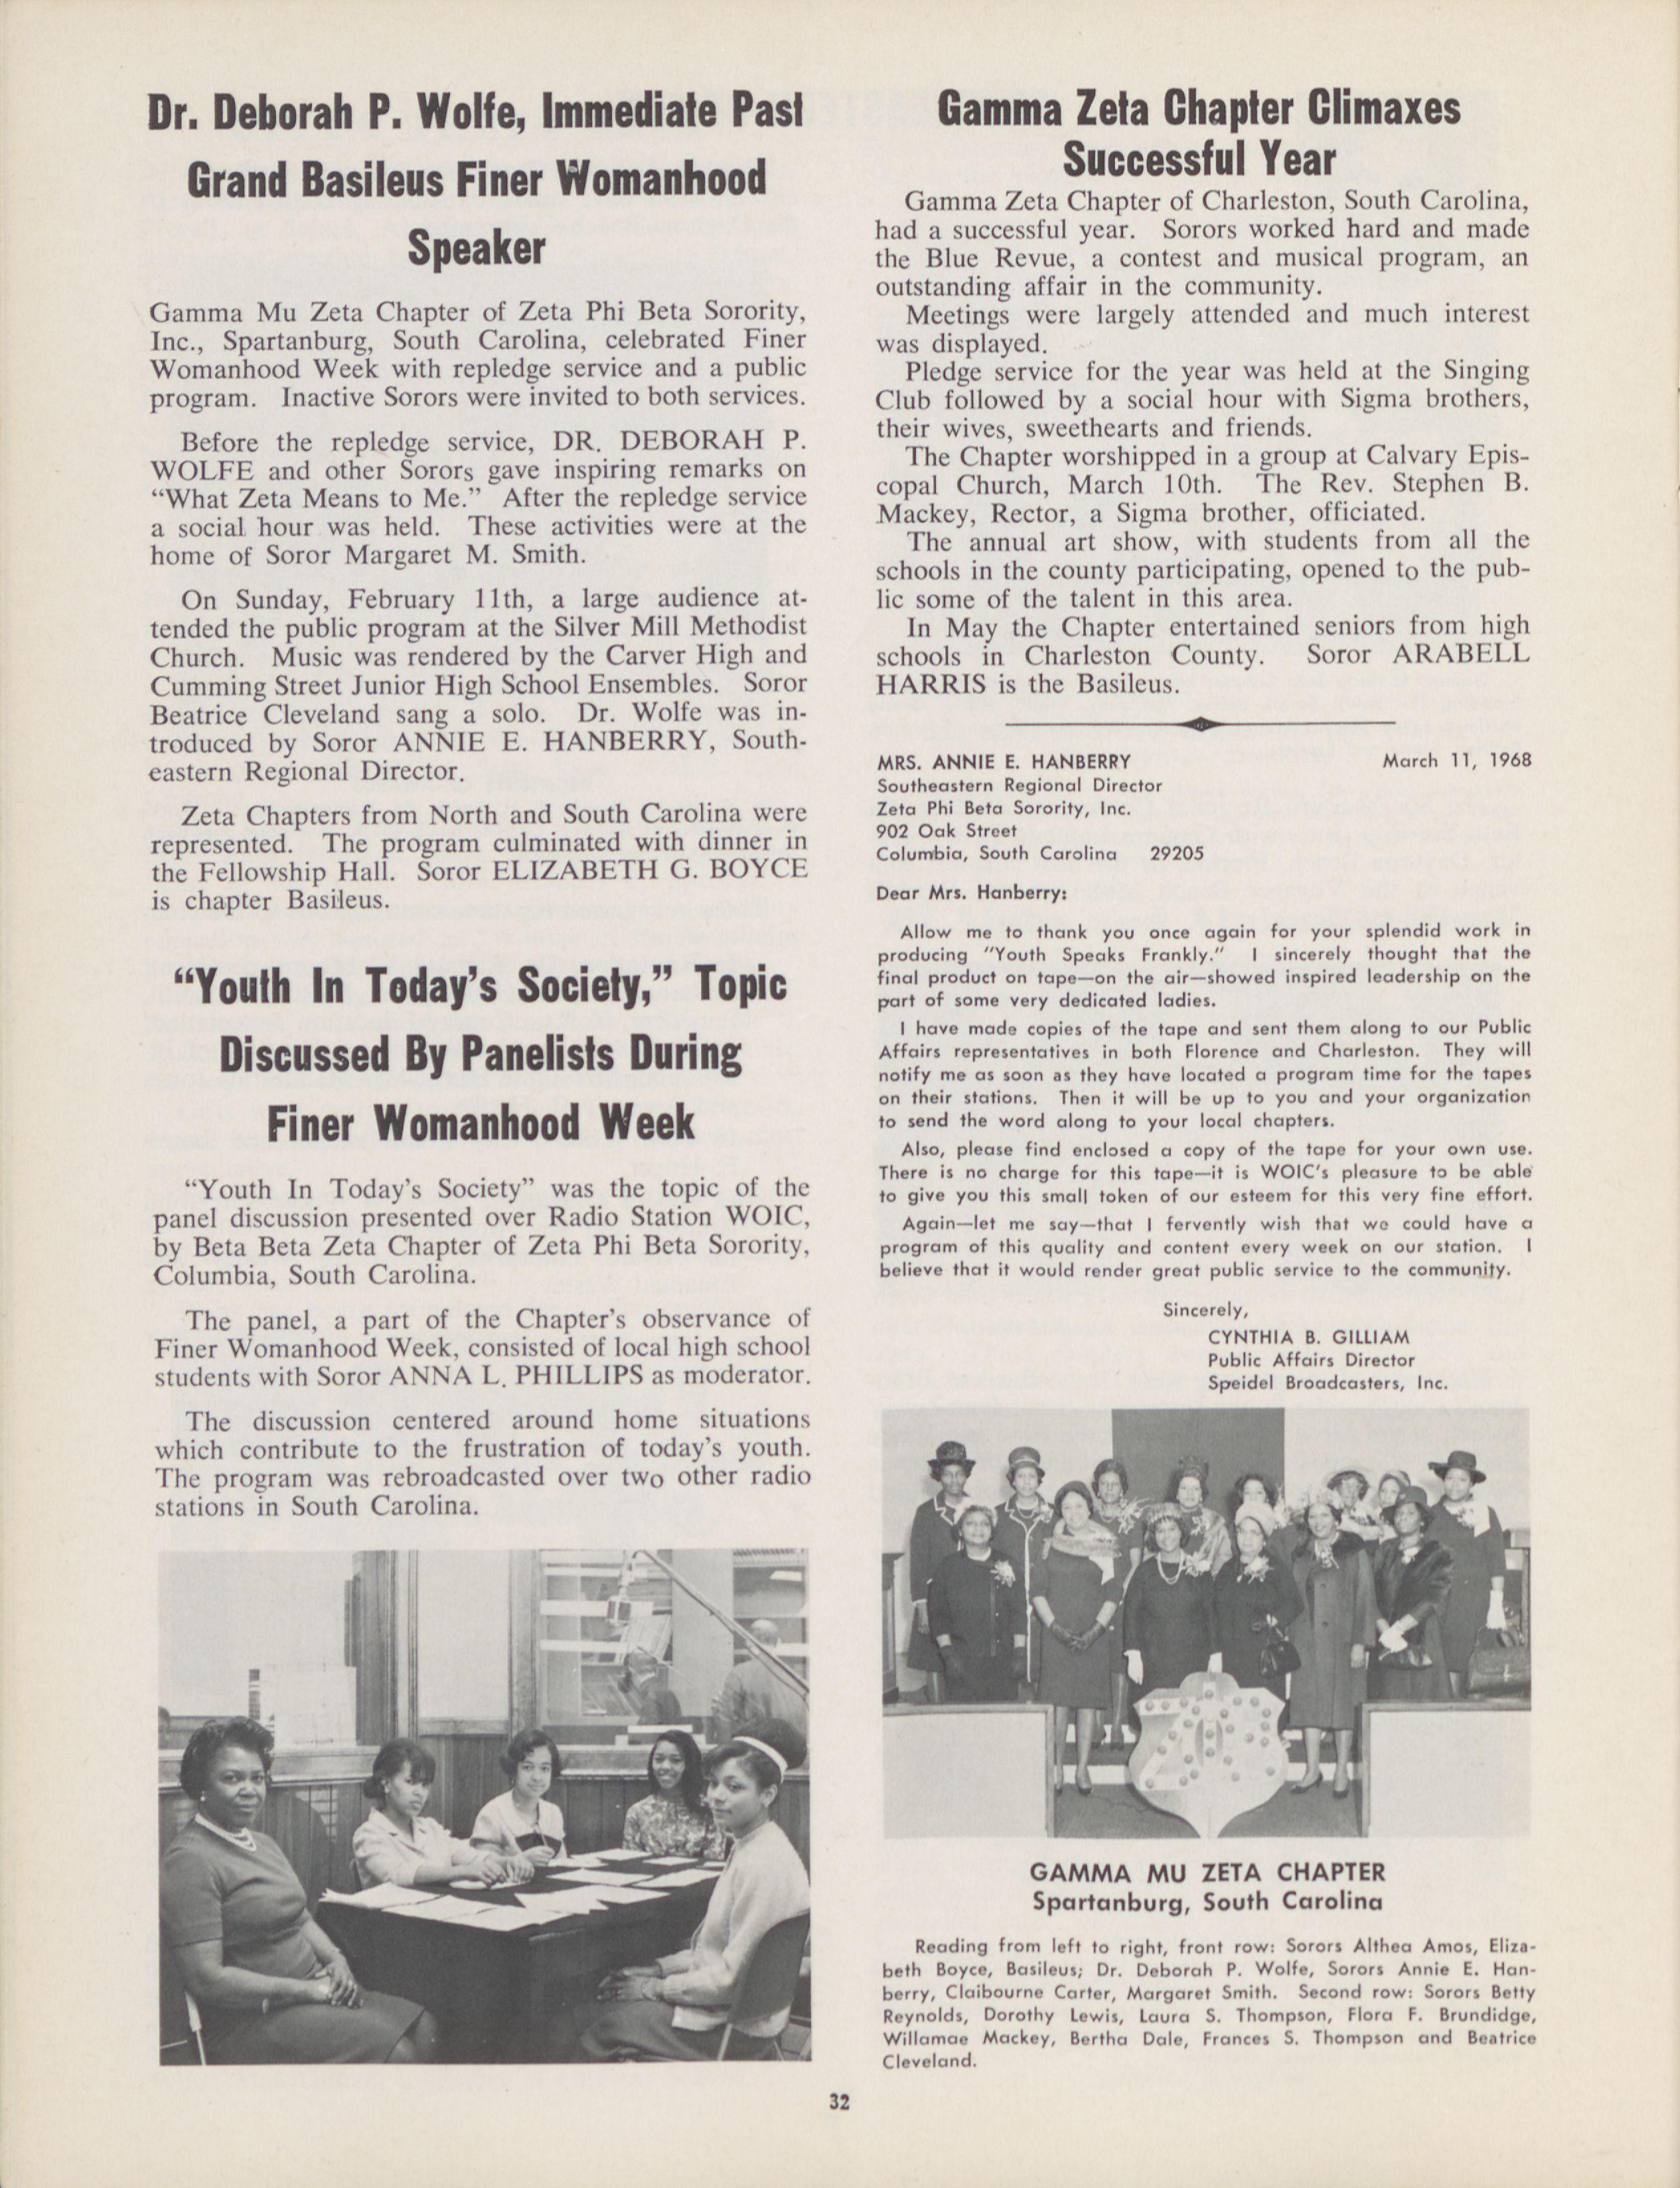 Dr. Deborah P. Wolfe, Immediate Past
Grand Basileus Finer Womanhood
Speaker
Gamma Mu Zeta Chapter of Zeta Phi Beta Sorority,
Inc., Spartanburg, South Carolina, celebrated Finer
Womanhood Week with repledge service and a public
program. Inactive Sorors were invited to both services.
Before the repledge service, DR. DEBORAH P.
WOLFE and other Sorors gave inspiring remarks on
“What Zeta Means to Me.” After the repledge service
a social hour was held. These activities were at the
home of Soror Margaret M. Smith.
On Sunday, February 11th, a large audience at-
tended the public program at the Silver Mill Methodist
Church. Music was rendered by the Carver High and
Cumming Street Junior High School Ensembles. Soror
Beatrice Cleveland sang a solo. Dr. Wolfe was in-
troduced by Soror ANNIE E. HANBERRY, South-
eastern Regional Director.
Zeta Chapters from North and South Carolina were
represented. The program culminated with dinner in
the Fellowship Hall. Soror ELIZABETH G. BOYCE
is chapter Basileus.
“Youth In Today’s Society,” Topic
Discussed By Panelists During
Finer Womanhood Week
“Youth In Today’s Society” was the topic of the
panel discussion presented over Radio Station WOIC,
by Beta Beta Zeta Chapter of Zeta Phi Beta Sorority,
Columbia, South Carolina.
The panel, a part of the Chapter’s observance of
Finer Womanhood Week, consisted of local high school
students with Soror ANNA L. PHILLIPS as moderator.
The discussion centered around home situations
which contribute to the frustration of today’s youth.
The program was rebroadcasted over two other radio
stations in South Carolina.
Gamma Zeta Chapter Climaxes
Successful Year
Gamma Zeta Chapter of Charleston, South Carolina,
had a successful year. Sorors worked hard and made
the Blue Revue, a contest and musical program, an
outstanding affair in the community.
Meetings were largely attended and much interest
was displayed.
Pledge service for the year was held at the Singing
Club followed by a social hour with Sigma brothers,
their wives, sweethearts and friends.
The Chapter worshipped in a group at Calvary Epis-
copal Church, March 10th. The Rev. Stephen B.
Mackey, Rector, a Sigma brother, officiated.
The annual art show, with students from all the
schools in the county participating, opened to the pub-
lic some of the talent in this area.
In May the Chapter entertained seniors from high
schools in Charleston County. Soror ARABELL
HARRIS is the Basileus.
MRS. ANNIE E. HANBERRY March 11, 1968
Southeastern Regional Director
Zeta Phi Beta Sorority, Inc.
902 Oak Street
Columbia, South Carolina 29205
Dear Mrs. Hanberry:
Allow me to thank you once again for your splendid work in
producing "Youth Speaks Frankly." I sincerely thought that the
final product on tape—on the air—showed inspired leadership on the
part of some very dedicated ladies.
I have made copies of the tape and sent them along to our Public
Affairs representatives in both Florence and Charleston. They will
notify me as soon as they have located a program time for the tapes
on their stations. Then it will be up to you and your organization
to send the word along to your local chapters.
Also, please find enclosed a copy of the tape for your own use.
There is no charge for this tape—it is WOIC's pleasure to be able
to give you this small token of our esteem for this very fine effort.
Again—let me say—that I fervently wish that we could have a
program of this quality and content every week on our station. I
believe that it would render great public service to the community.
Sincerely,
CYNTHIA B. GILLIAM
Public Affairs Director
Speidel Broadcasters, Inc.
GAMMA MU ZETA CHAPTER
Spartanburg, South Carolina
Reading from left to right, front row: Sorors Althea Amos, Eliza-
beth Boyce, Basileus; Dr. Deborah P. Wolfe, Sorors Annie E. Han-
berry, Claibourne Carter, Margaret Smith. Second row: Sorors Betty
Reynolds, Dorothy Lewis, Laura S. Thompson, Flora F. Brundidge,
Willamae Mackey, Bertha Dale, Frances S. Thompson and Beatrice
Cleveland.
32